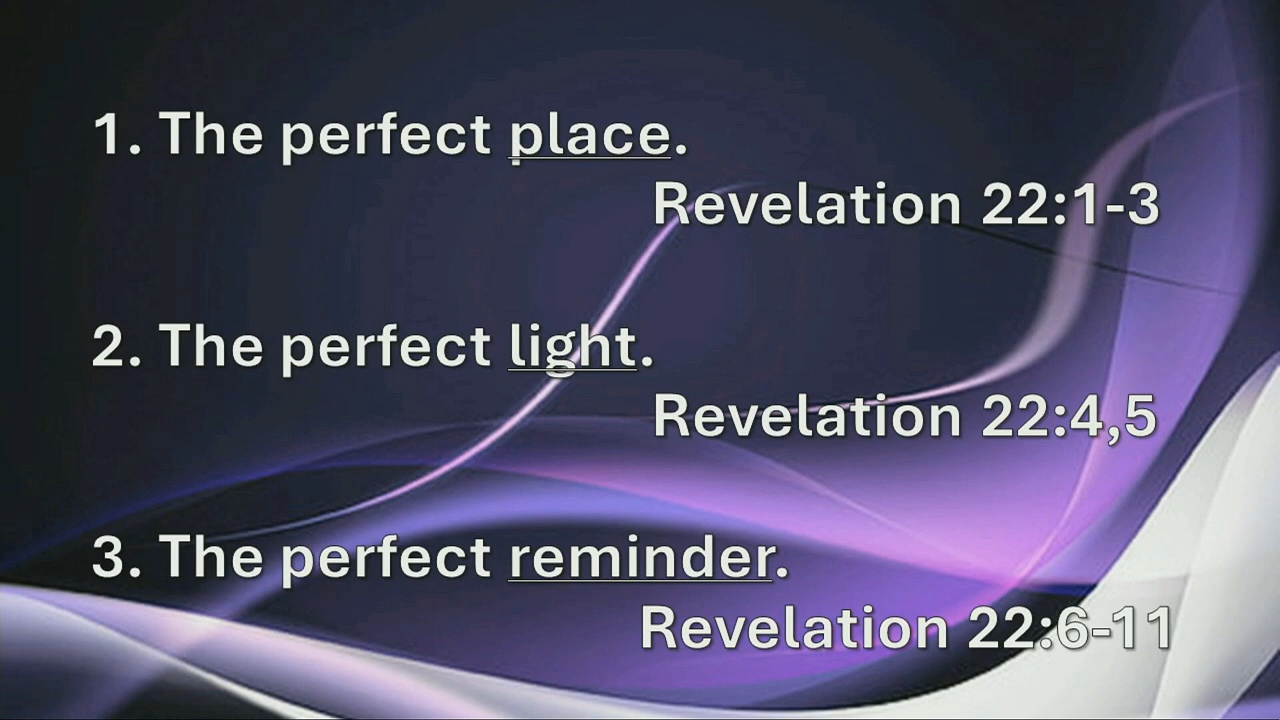 1. The perfect place.
Revelation 22:1-3
2. The perfect light.
Revelation 22:4,5
3. The perfect reminder.
Revelation 22:6-11